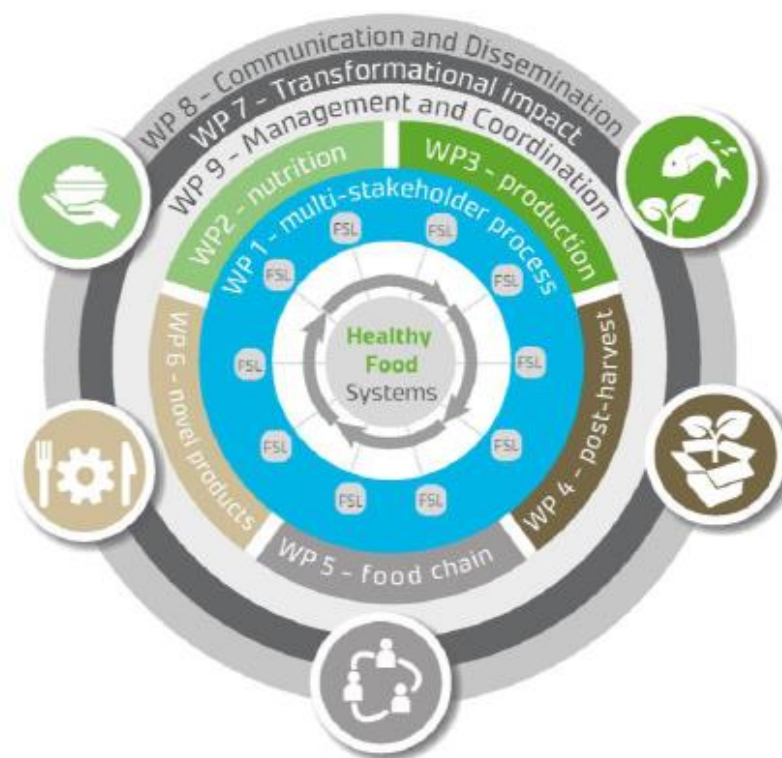 WP 8 - Communication and Dissemination
WP 7 - Transformational impact
WP 9 - Management and Coordination
WP2 - nutrition
WP3 - production
WP 1 - multi-stakeholder process
FSL
FSL
FSL
FSL
Healthy
Food
Systems
FSL
FSL
FSL
FSL
FSL
FSL
WP 6 - novel products
WP 4 - post-harvest
WP 5 - food chain